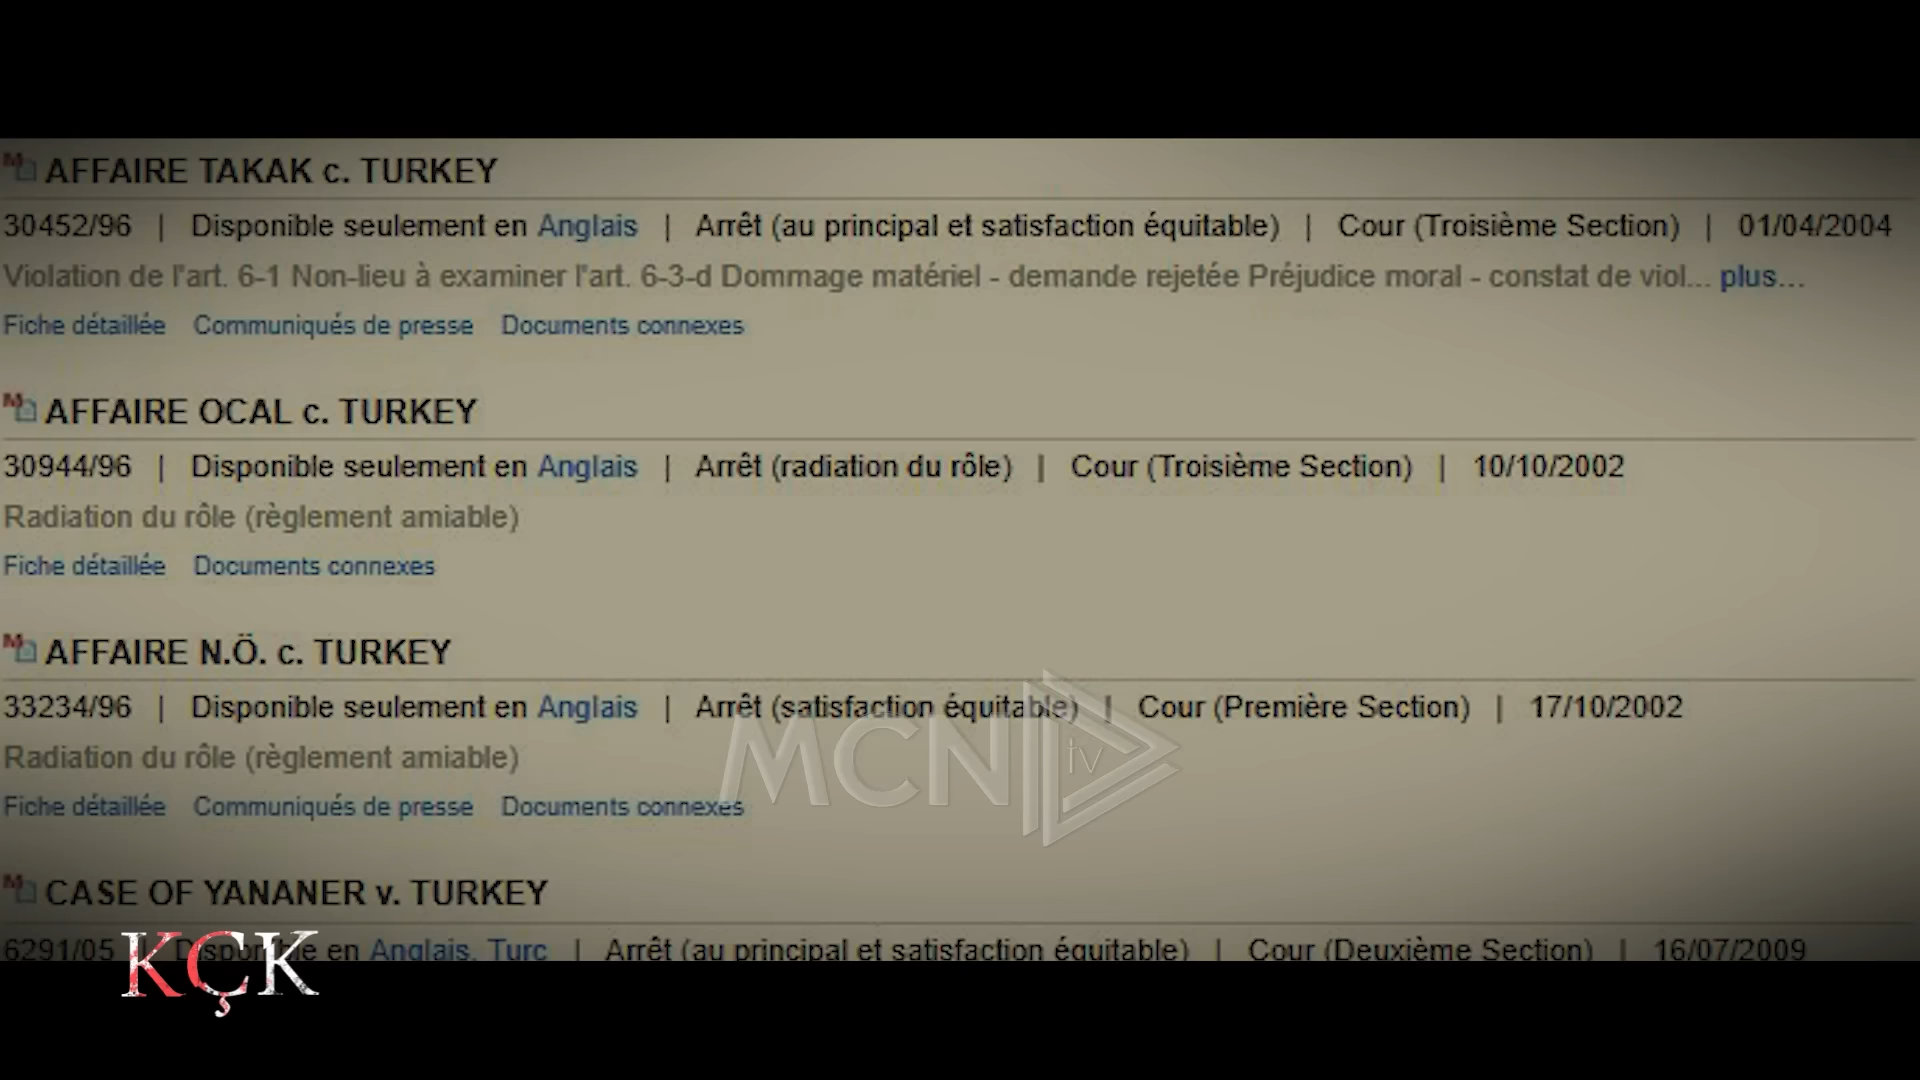 AFFAIRE TAKAK c. TURKEY
30452/96 | Disponible seulement en Anglais | Arrêt (au principal et satisfaction équitable) | Cour (Troisième Section) | 01/04/2004
Violation de l'art. 6-1 Non-lieu à examiner l'art. 6-3-d Dommage matériel - demande rejetée Préjudice moral - constat de viol... plus...
Fiche détaillée Communiqués de presse Documents connexes
AFFAIRE OCAL c. TURKEY
30944/96 | Disponible seulement en Anglais | Arrêt (radiation du rôle) | Cour (Troisième Section) | 10/10/2002
Radiation du rôle (règlement amiable)
Fiche détaillée Documents connexes
AFFAIRE N.Ö. c. TURKEY
33234/96 | Disponible seulement en Anglais | Arrêt (satisfaction équitable) | Cour (Première Section) | 17/10/2002
Radiation du rôle (règlement amiable)
MCN tv
Fiche détaillée Communiqués de presse Documents connexes
CASE OF YANANER v. TURKEY
6291/05 | Disponible en Anglais, Turc | Arrêt (au principal et satisfaction équitable) | Cour (Deuxième Section) | 16/07/2009
KÇK